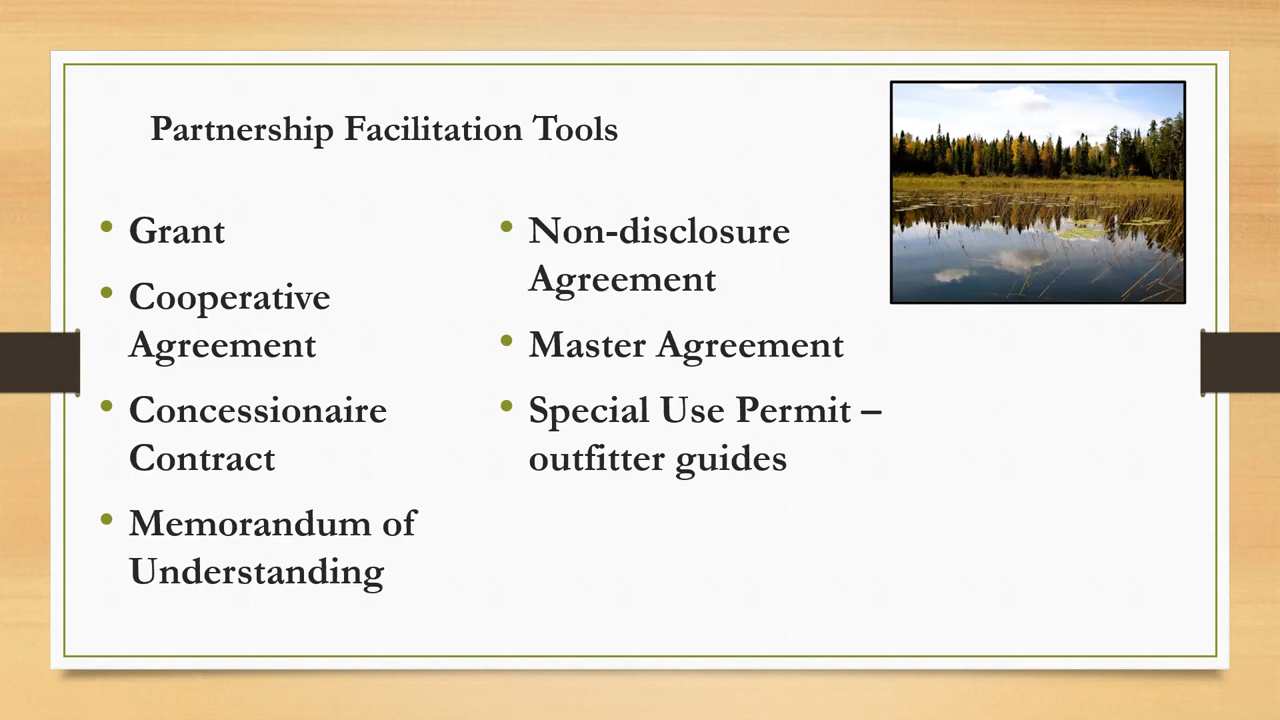 Partnership Facilitation Tools
• Grant
• Cooperative
Agreement
• Concessionaire
Contract
• Memorandum of
Understanding
• Non-disclosure
Agreement
• Master Agreement
• Special Use Permit –
outfitter guides